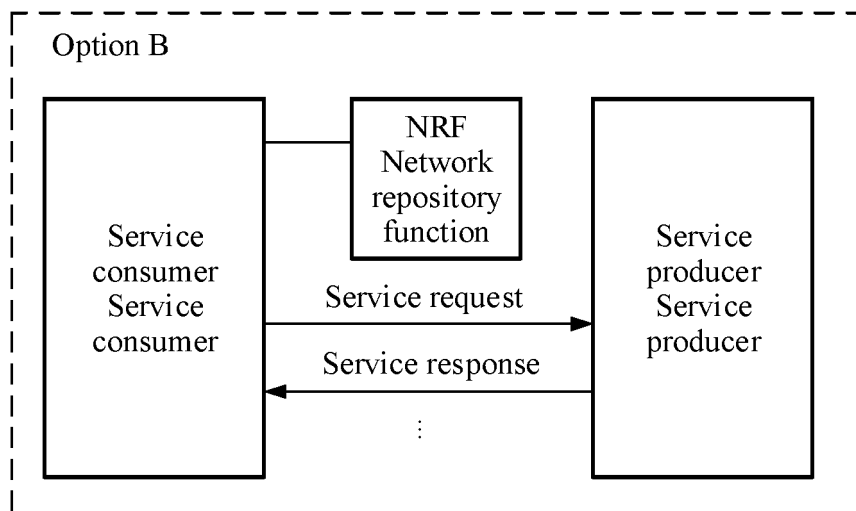 Option B
NRF
Network
repository
function
Service
consumer
Service
consumer
Service request
Service response
⋮
Service
producer
Service
producer